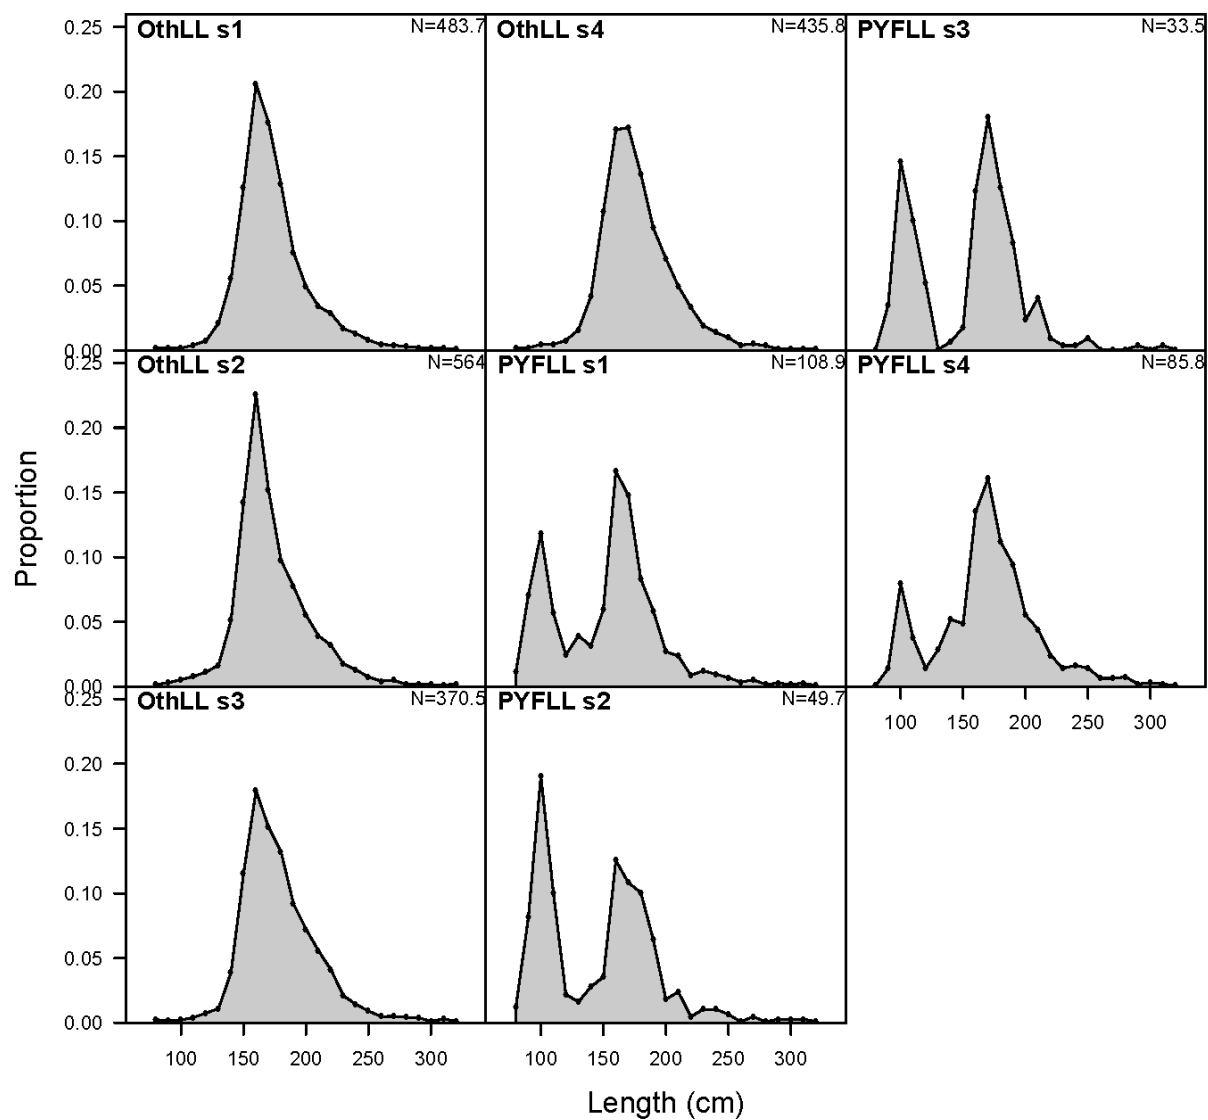 OthLL s1 N=483.7
OthLL s4 N=435.8
PYFLL s3 N=33.5
0.25
0.20
0.15
0.10
0.05
0.00
OthLL s2 N=564
PYFLL s1 N=108.9
PYFLL s4 N=85.8
0.25
0.20
0.15
0.10
0.05
0.00
100 150 200 250 300
OthLL s3 N=370.5
PYFLL s2 N=49.7
0.25
0.20
0.15
0.10
0.05
0.00
100 150 200 250 300
100 150 200 250 300
Proportion
Length (cm)